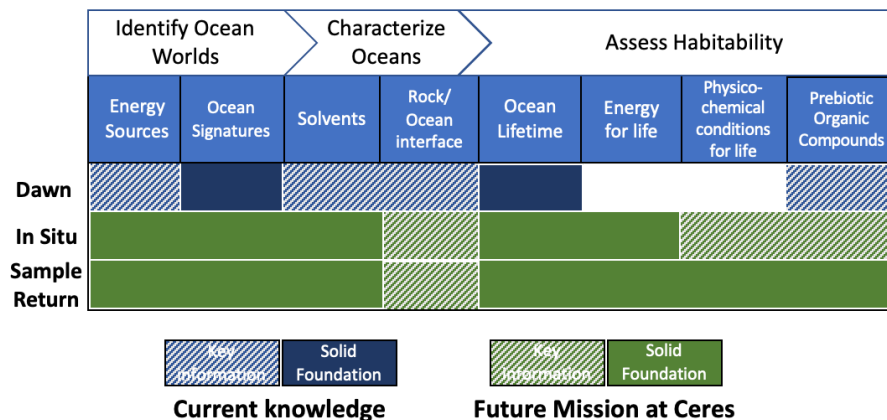 Identify Ocean
Worlds
Characterize
Oceans
Assess Habitability
Energy
Sources
Ocean
Signatures
Solvents
Rock/
Ocean
interface
Ocean
Lifetime
Energy
for life
Physico-
chemical
conditions
for life
Prebiotic
Organic
Compounds
Dawn
In Situ
Sample
Return
Key
Information
Solid
Foundation
Key
Information
Solid
Foundation
Current knowledge
Future Mission at Ceres